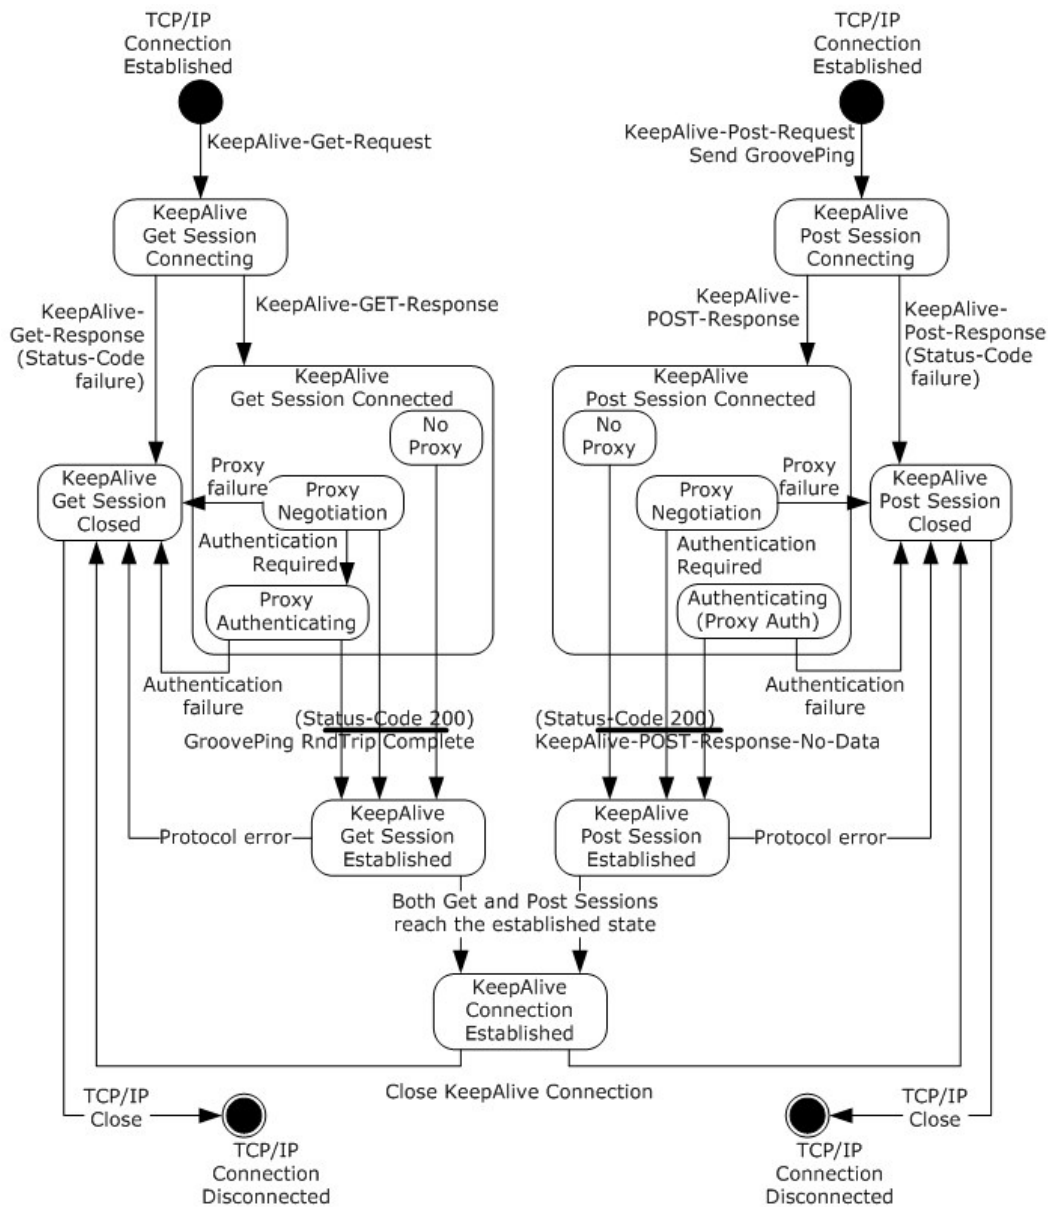 TCP/IP
Connection
Established
TCP/IP
Connection
Established
KeepAlive-Get-Request
KeepAlive-Post-Request
Send GroovePing
KeepAlive
Get Session
Connecting
KeepAlive
Post Session
Connecting
KeepAlive-
Get-Response
(Status-Code
failure)
KeepAlive-GET-Response
KeepAlive-
POST-Response
KeepAlive-
Post-Response
(Status-Code
failure)
KeepAlive
Get Session Connected
No
Proxy
KeepAlive
Post Session Connected
No
Proxy
KeepAlive
Get Session
Closed
Proxy
failure
Proxy
Negotiation
Proxy
Negotiation
Proxy
failure
KeepAlive
Post Session
Closed
Authentication
Required
Authentication
Required
Proxy
Authenticating
Authenticating
(Proxy Auth)
Authentication
failure
Authentication
failure
(Status-Code 200)
GroovePing RndTrip Complete
(Status-Code 200)
KeepAlive-POST-Response-No-Data
Protocol error
KeepAlive
Get Session
Established
KeepAlive
Post Session
Established
Protocol error
Both Get and Post Sessions
reach the established state
KeepAlive
Connection
Established
Close KeepAlive Connection
TCP/IP
Close
TCP/IP
Close
TCP/IP
Connection
Disconnected
TCP/IP
Connection
Disconnected